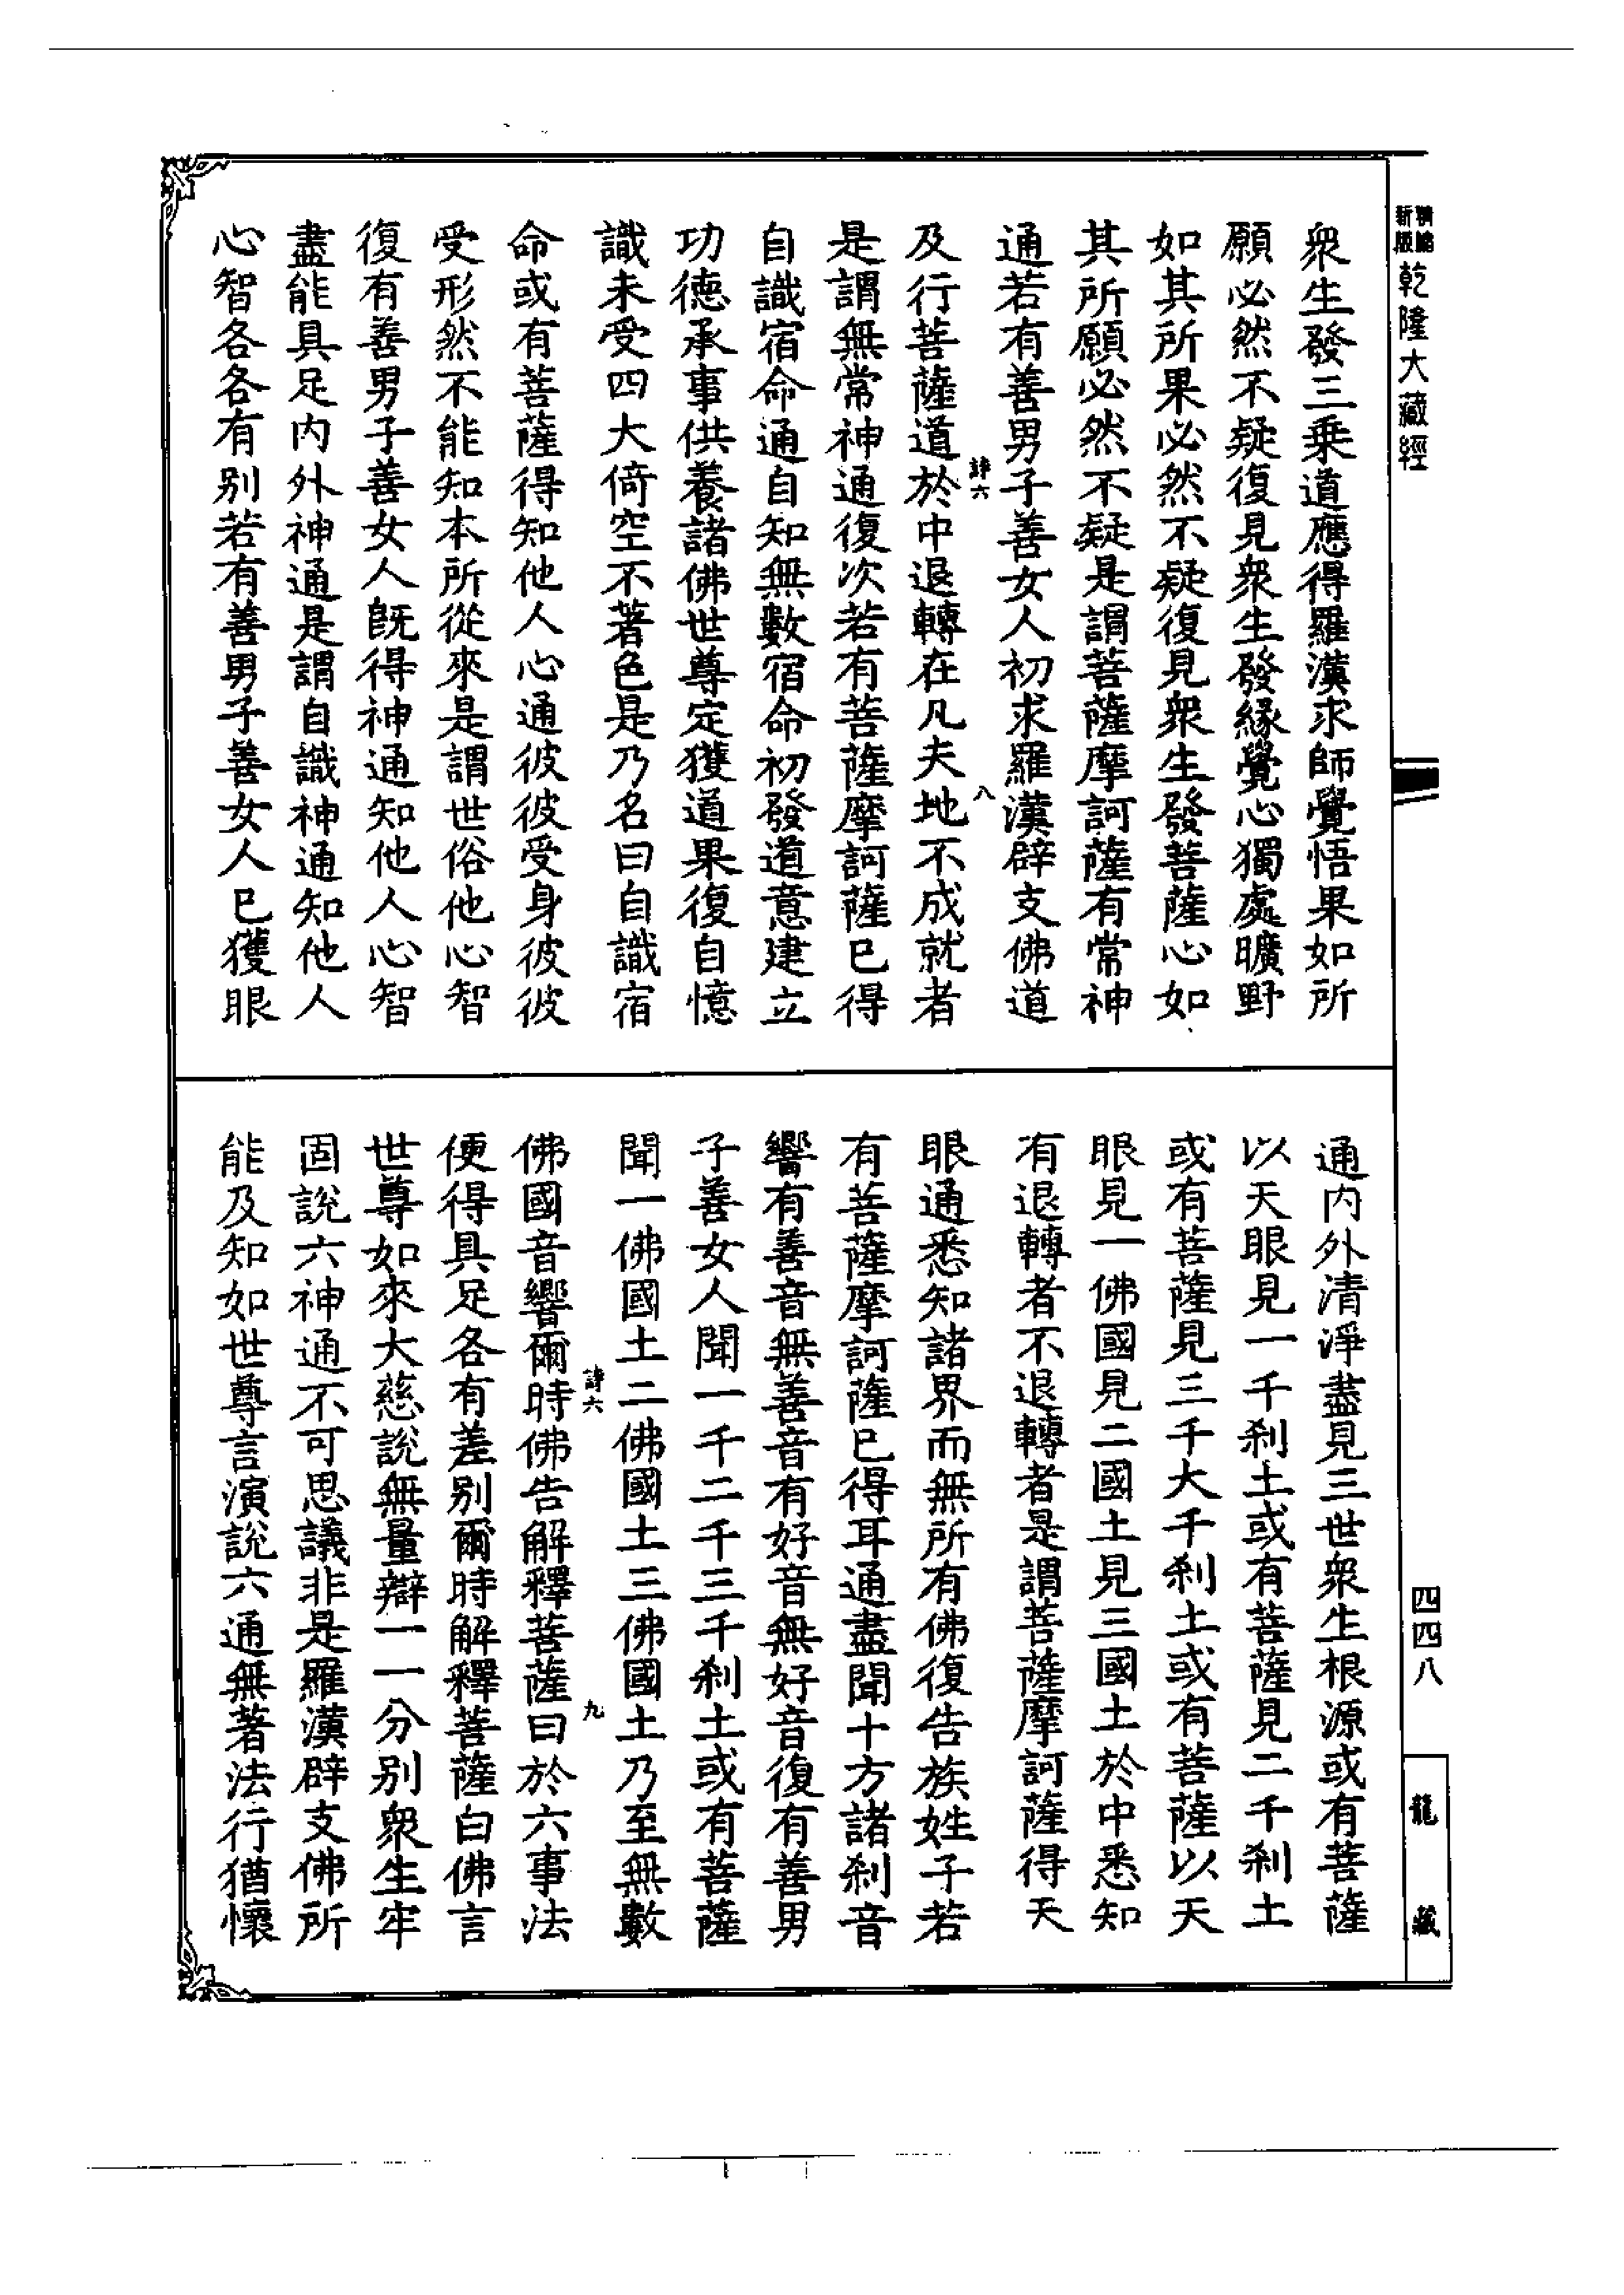 乾隆大藏經
衆生發三乘道應得羅漢求師覺悟果如所
願必然不疑復見衆生發緣覺心獨處曠野
如其所果必然不疑復見衆生發菩薩心如
其所願必然不疑是謂菩薩摩訶薩有常神
通若有善男子善女人初求羅漢辟支佛道
八
及行菩薩道於中退轉在凡夫地不成就者
是謂無常神通復次若有菩薩摩訶薩已得
自識宿命通自知無數宿命初發道意建立
功德承事供養諸佛世尊定獲道果復自憶
識未受四大倚空不著色是乃名曰自識宿
命或有菩薩得知他人心通彼彼受身彼彼
受形然不能知本所從來是謂世俗他心智
復有善男子善女人旣得神通知他人心智
盡能具足內外神通是謂自識神通知他人
心智各各有別若有善男子善女人已獲眼
通內外清淨盡見三世衆生根源或有菩薩
以天眼見一千刹土或有菩薩見二千刹土
或有菩薩見三千大千刹土或有菩薩以天
眼見一佛國見二國土見三國土於中悉知
有退轉者不退轉者是謂菩薩摩訶薩得天
眼通悉知諸界而無所有佛復告族姓子若
有菩薩摩訶薩已得耳通盡聞十方諸刹音
響有善音無善音有好音無好音復有善男
子善女人聞一千二千三千刹土或有菩薩
聞一佛國土二佛國土三佛國土乃至無數
九
佛國音響爾時佛告解釋菩薩曰於六事法
便得具足各有差別爾時解釋菩薩白佛言
世尊如來大慈說無量辯一一分別衆生牢
固說六神通不可思議非是羅漢辟支佛所
能及知如世尊言演說六通無著法行猶懷
四四八
龍藏